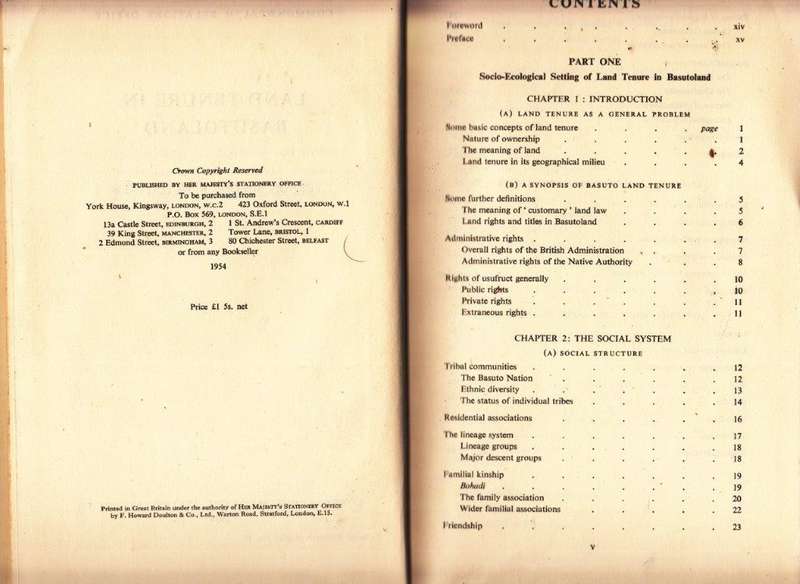 Crown Copyright Reserved
PUBLISHED BY HER MAJESTY'S STATIONERY OFFICE
To be purchased from
York House, Kingsway, LONDON, W.C.2 423 Oxford Street, LONDON, W.1
P.O. Box 569, LONDON, S.E.1
13a Castle Street, EDINBURGH, 2 1 St. Andrew's Crescent, CARDIFF
39 King Street, MANCHESTER, 2 Tower Lane, BRISTOL, 1
2 Edmund Street, BIRMINGHAM, 3 80 Chichester Street, BELFAST
or from any Bookseller
1954
Price £1 5s. net
Printed in Great Britain under the authority of HER MAJESTY'S STATIONERY OFFICE
by F. Howard Doulton & Co., Ltd., Warton Road, Stratford, London, E.15.
CONTENTS
Foreword . . . . . . . . xiv
Preface . . . . . . . . xv
PART ONE
Socio-Ecological Setting of Land Tenure in Basutoland
CHAPTER 1 : INTRODUCTION
(A) LAND TENURE AS A GENERAL PROBLEM
Some basic concepts of land tenure . . . . page 1
Nature of ownership . . . . . . 1
The meaning of land . . . . . . 2
Land tenure in its geographical milieu . . . . 4
(B) A SYNOPSIS OF BASUTO LAND TENURE
Some further definitions . . . . . . 5
The meaning of 'customary' land law . . . . 5
Land rights and titles in Basutoland . . . . 6
Administrative rights . . . . . . . 7
Overall rights of the British Administration . . . . 7
Administrative rights of the Native Authority . . . 8
Rights of usufruct generally . . . . . . 10
Public rights . . . . . . . 10
Private rights . . . . . . . 11
Extraneous rights . . . . . . . 11
CHAPTER 2: THE SOCIAL SYSTEM
(A) SOCIAL STRUCTURE
Tribal communities . . . . . . . 12
The Basuto Nation . . . . . . 12
Ethnic diversity . . . . . . . 13
The status of individual tribes . . . . . 14
Residential associations . . . . . . 16
The lineage system . . . . . . . 17
Lineage groups . . . . . . . 18
Major descent groups . . . . . . 18
Familial kinship . . . . . . . 19
Bohadi . . . . . . . . 19
The family association . . . . . . 20
Wider familial associations . . . . . 22
Friendship . . . . . . . . 23
v